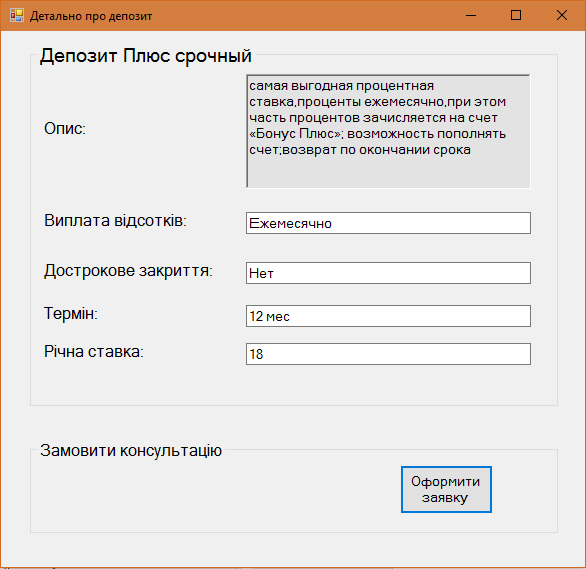 Детально про депозит
Депозит Плюс срочный
Опис:
самая выгодная процентная
ставка,проценты ежемесячно,при этом
часть процентов зачисляется на счет
«Бонус Плюс»; возможность пополнять
счет;возврат по окончании срока
Виплата відсотків:
Ежемесячно
Дострокове закриття:
Нет
Термін:
12 мес
Річна ставка:
18
Замовити консультацію
Оформити
заявку